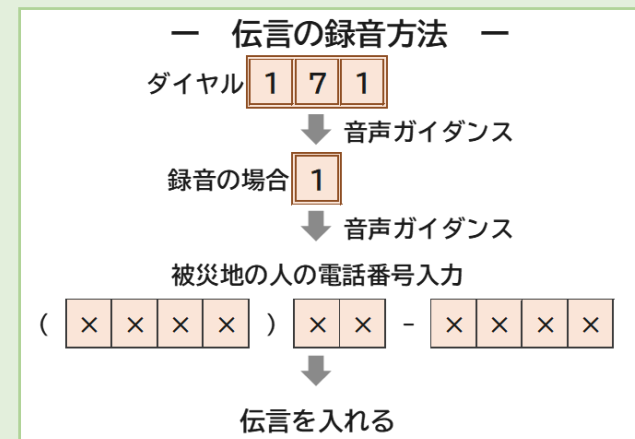 ー 伝言の録音方法 ー
ダイヤル 1 7 1
音声ガイダンス
録音の場合 1
音声ガイダンス
被災地の人の電話番号入力
( × × × × ) × × - × × × ×
伝言を入れる